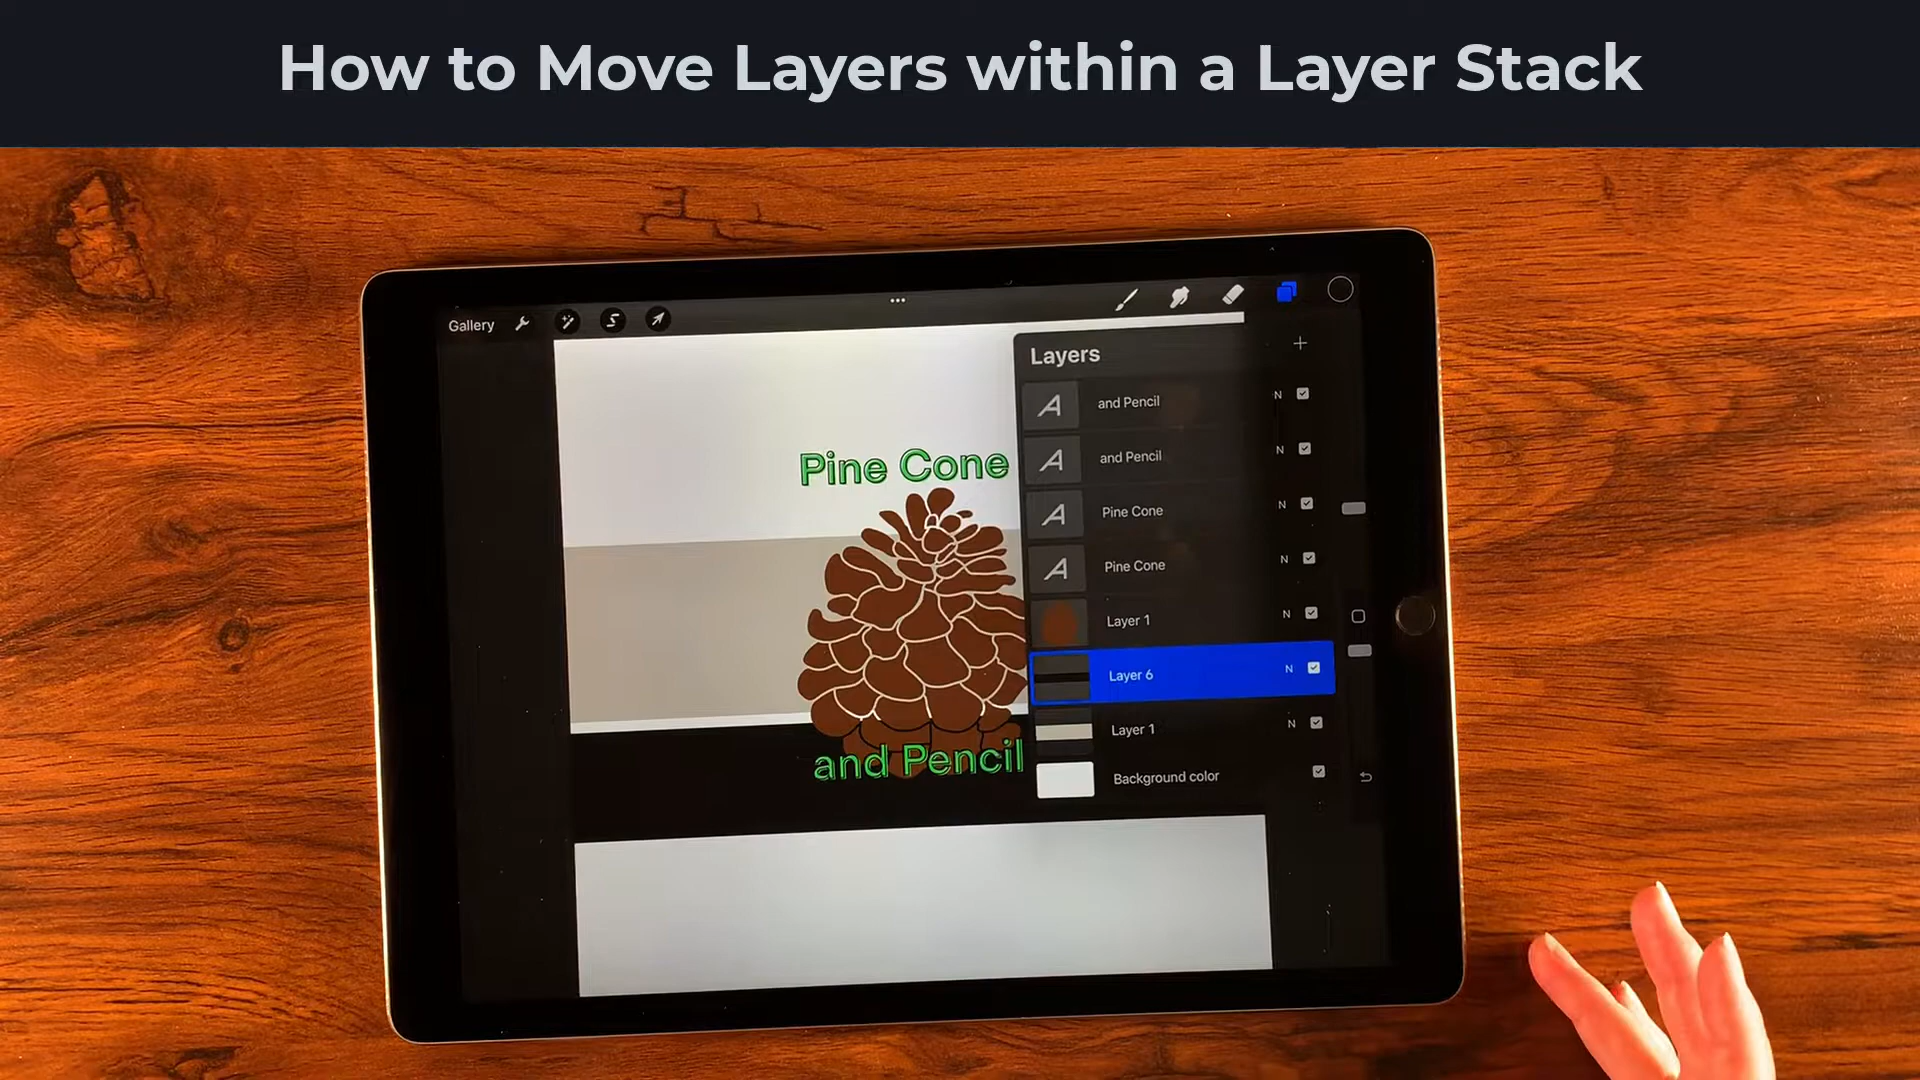 How to Move Layers within a Layer Stack
Gallery
Layers
and Pencil N
and Pencil N
Pine Cone N
Pine Cone N
Layer 1 N
Layer 6 N
Layer 1 N
Background color
Pine Cone
and Pencil